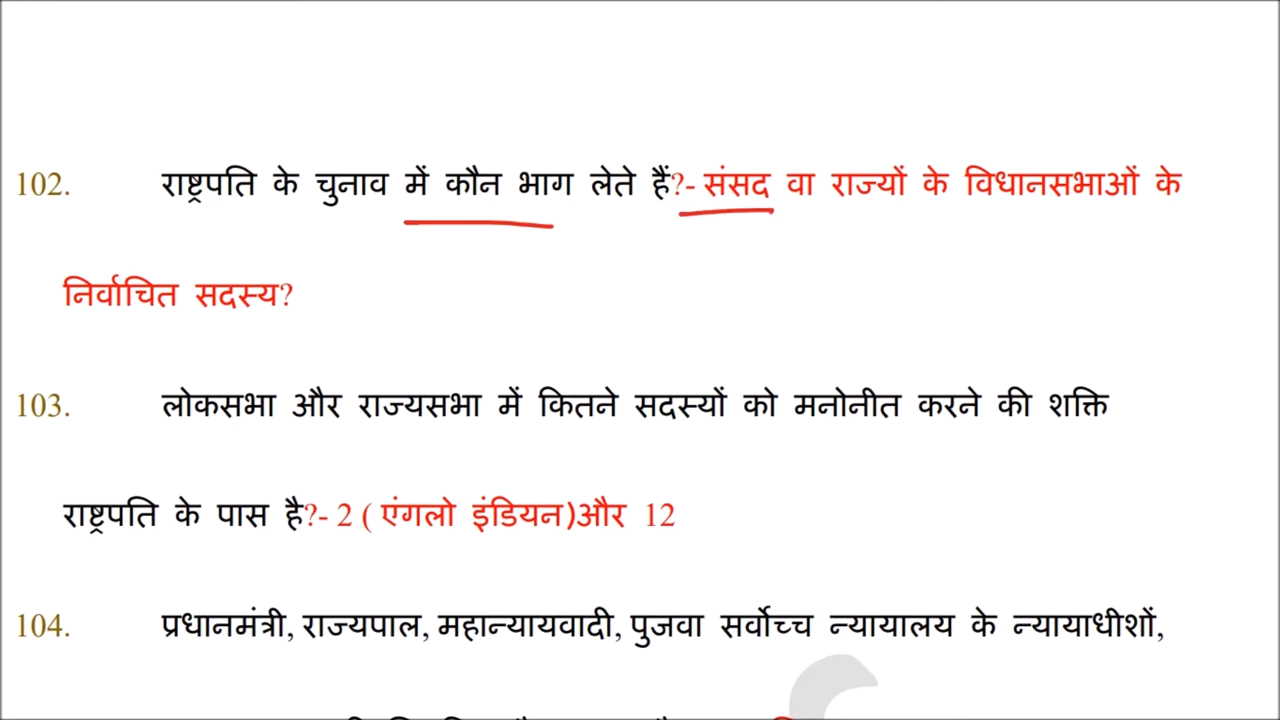 102. राष्ट्रपति के चुनाव में कौन भाग लेते हैं?- संसद वा राज्यों के विधानसभाओं के
निर्वाचित सदस्य?
103. लोकसभा और राज्यसभा में कितने सदस्यों को मनोनीत करने की शक्ति
राष्ट्रपति के पास है?- 2 ( एंगलो इंडियन)और 12
104. प्रधानमंत्री, राज्यपाल, महान्यायवादी, पुजवा सर्वोच्च न्यायालय के न्यायाधीशों,